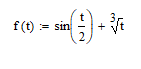 f(t) := sin(t/2) + ∛t